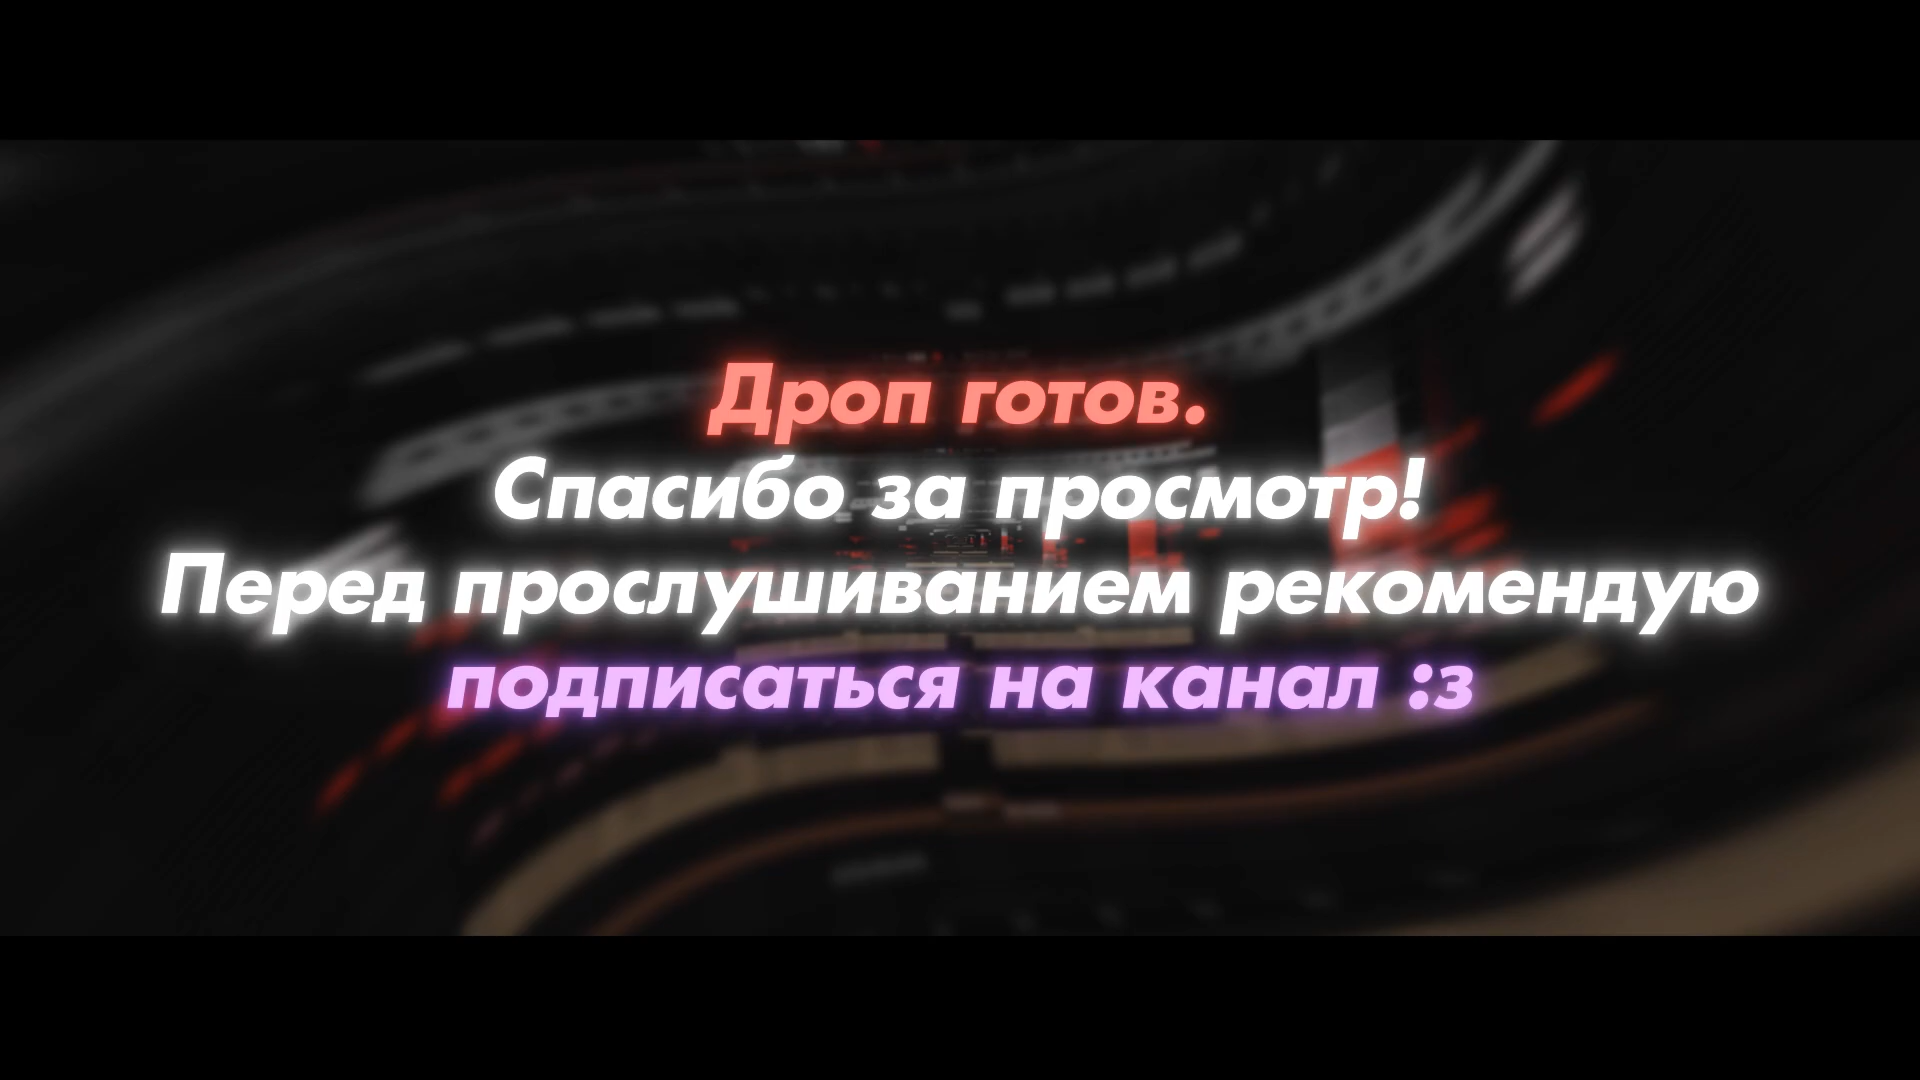 Дроп готов.
Спасибо за просмотр!
Перед прослушиванием рекомендую
подписаться на канал :з